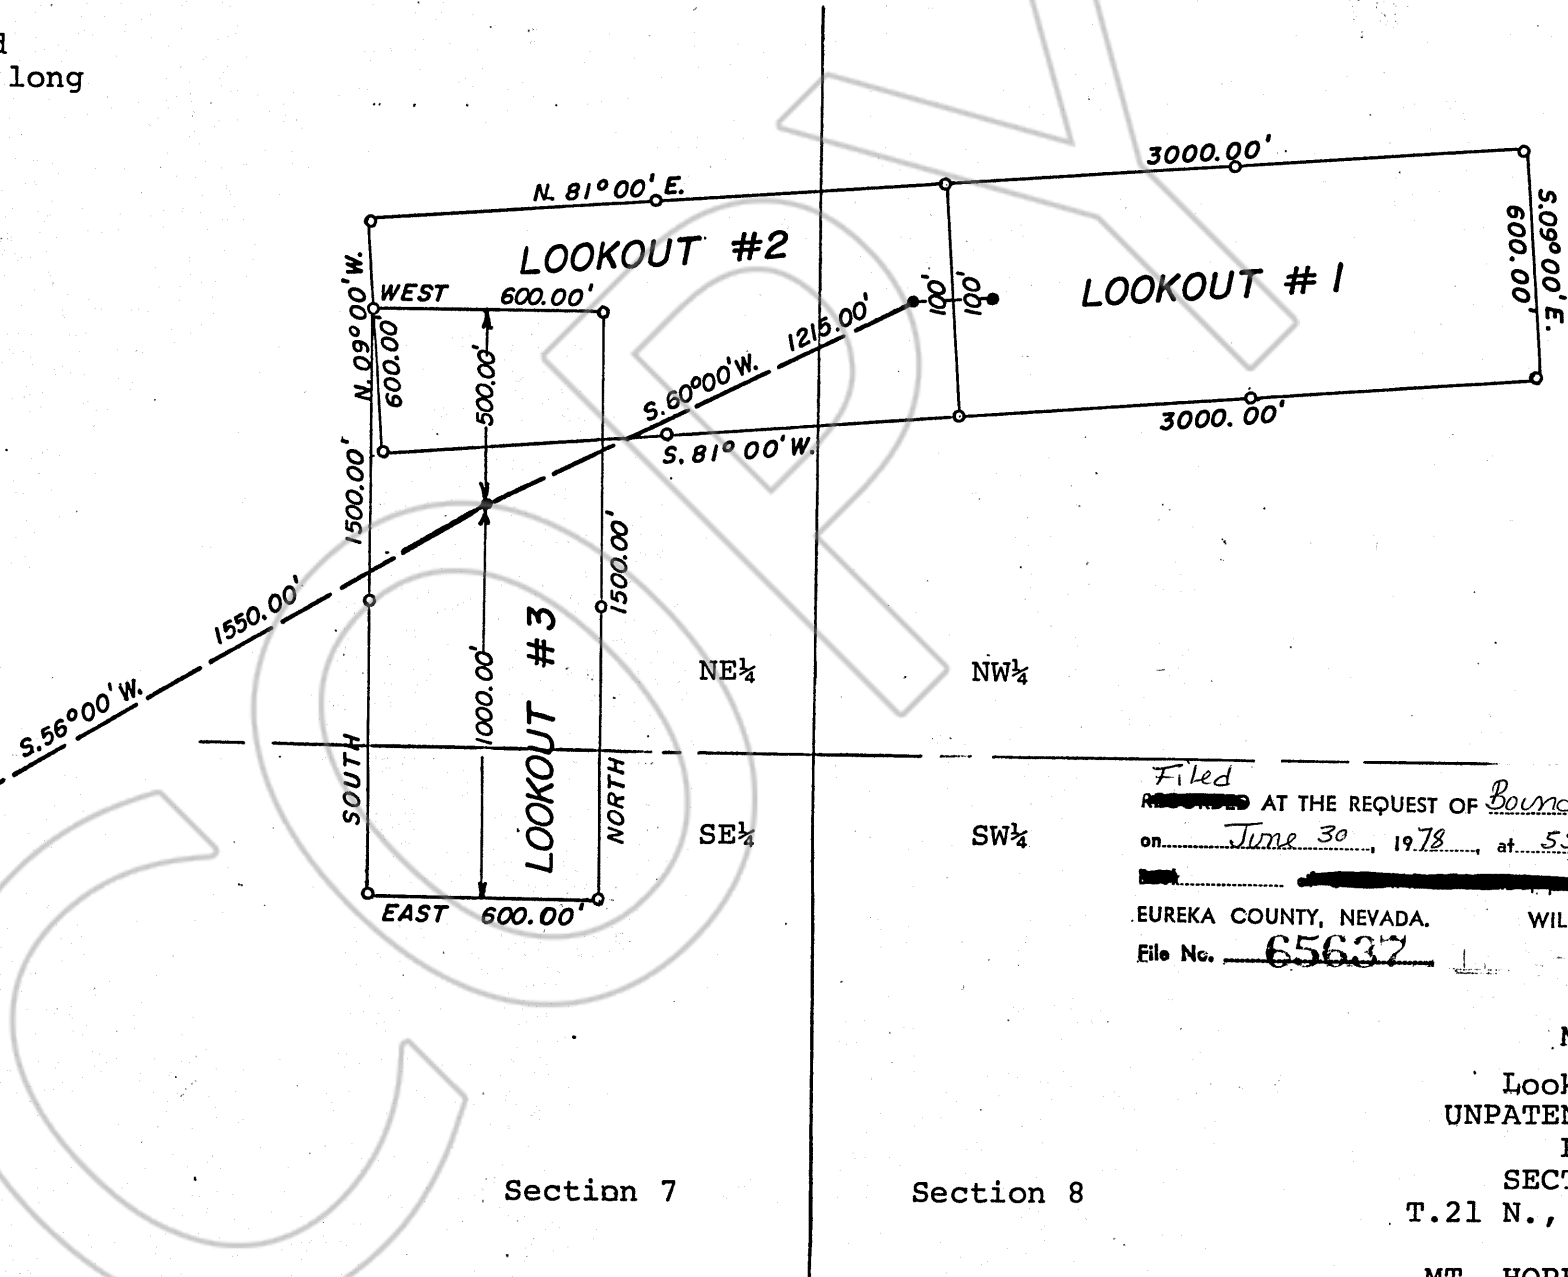 long
3000.00'
N. 81°00' E.
LOOKOUT #2
LOOKOUT #1
S. 09°00' E.
600.00'
N. 09°00' W.
600.00'
WEST 600.00'
100'
100'
1215.00'
S. 60°00' W.
500.00'
3000.00'
S. 81° 00' W.
1500.00'
1500.00'
1550.00'
S. 56°00' W.
1000.00'
LOOKOUT #3
NE¼ NW¼
SOUTH
NORTH
SE¼ SW¼
EAST 600.00'
Filed
AT THE REQUEST OF
on June 30, 1978, at
EUREKA COUNTY, NEVADA.
File No. 65637
Section 7 Section 8
T.21 N.,
MT.
COPY